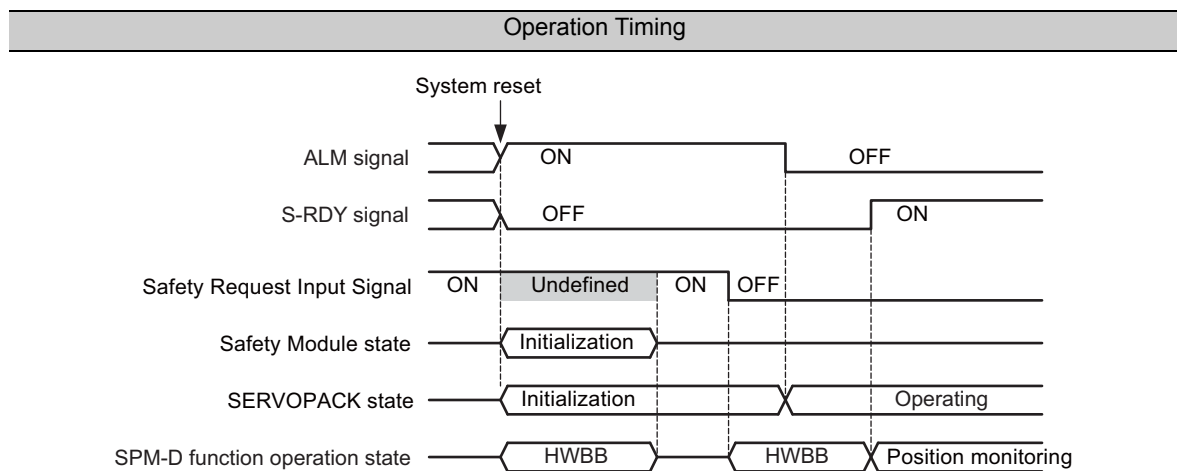 Operation Timing
System reset
ALM signal ON OFF
S-RDY signal OFF ON
Safety Request Input Signal ON Undefined ON OFF
Safety Module state Initialization
SERVOPACK state Initialization Operating
SPM-D function operation state HWBB HWBB Position monitoring